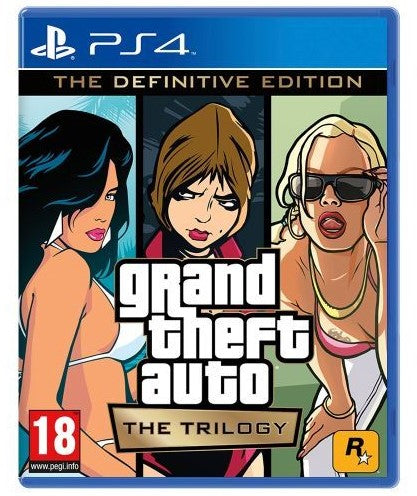 PS4
THE DEFINITIVE EDITION
grand
theft
auto
THE TRILOGY
18
www.pegi.info
R